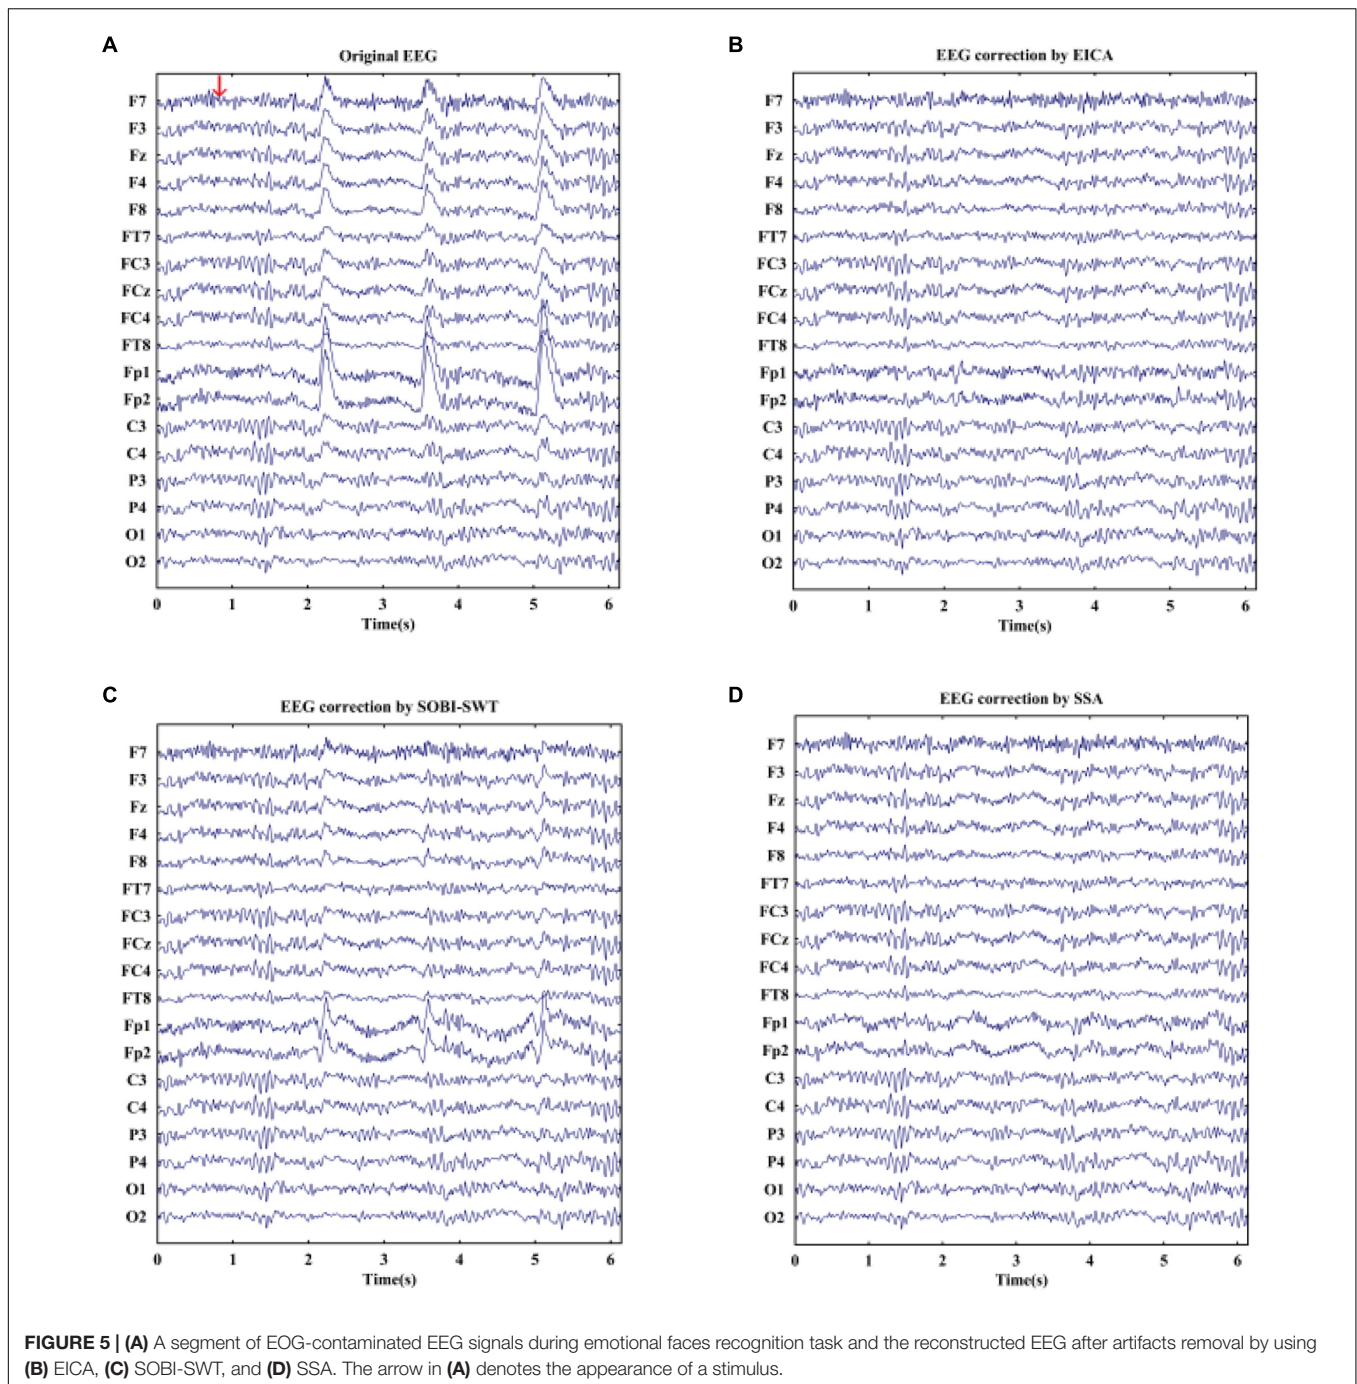 A
Original EEG
F7
F3
Fz
F4
F8
FT7
FC3
FCz
FC4
FT8
Fp1
Fp2
C3
C4
P3
P4
O1
O2
0 1 2 3 4 5 6
Time(s)
B
EEG correction by EICA
F7
F3
Fz
F4
F8
FT7
FC3
FCz
FC4
FT8
Fp1
Fp2
C3
C4
P3
P4
O1
O2
0 1 2 3 4 5 6
Time(s)
C
EEG correction by SOBI-SWT
F7
F3
Fz
F4
F8
FT7
FC3
FCz
FC4
FT8
Fp1
Fp2
C3
C4
P3
P4
O1
O2
0 1 2 3 4 5 6
Time(s)
D
EEG correction by SSA
F7
F3
Fz
F4
F8
FT7
FC3
FCz
FC4
FT8
Fp1
Fp2
C3
C4
P3
P4
O1
O2
0 1 2 3 4 5 6
Time(s)
FIGURE 5 | (A) A segment of EOG-contaminated EEG signals during emotional faces recognition task and the reconstructed EEG after artifacts removal by using
(B) EICA, (C) SOBI-SWT, and (D) SSA. The arrow in (A) denotes the appearance of a stimulus.